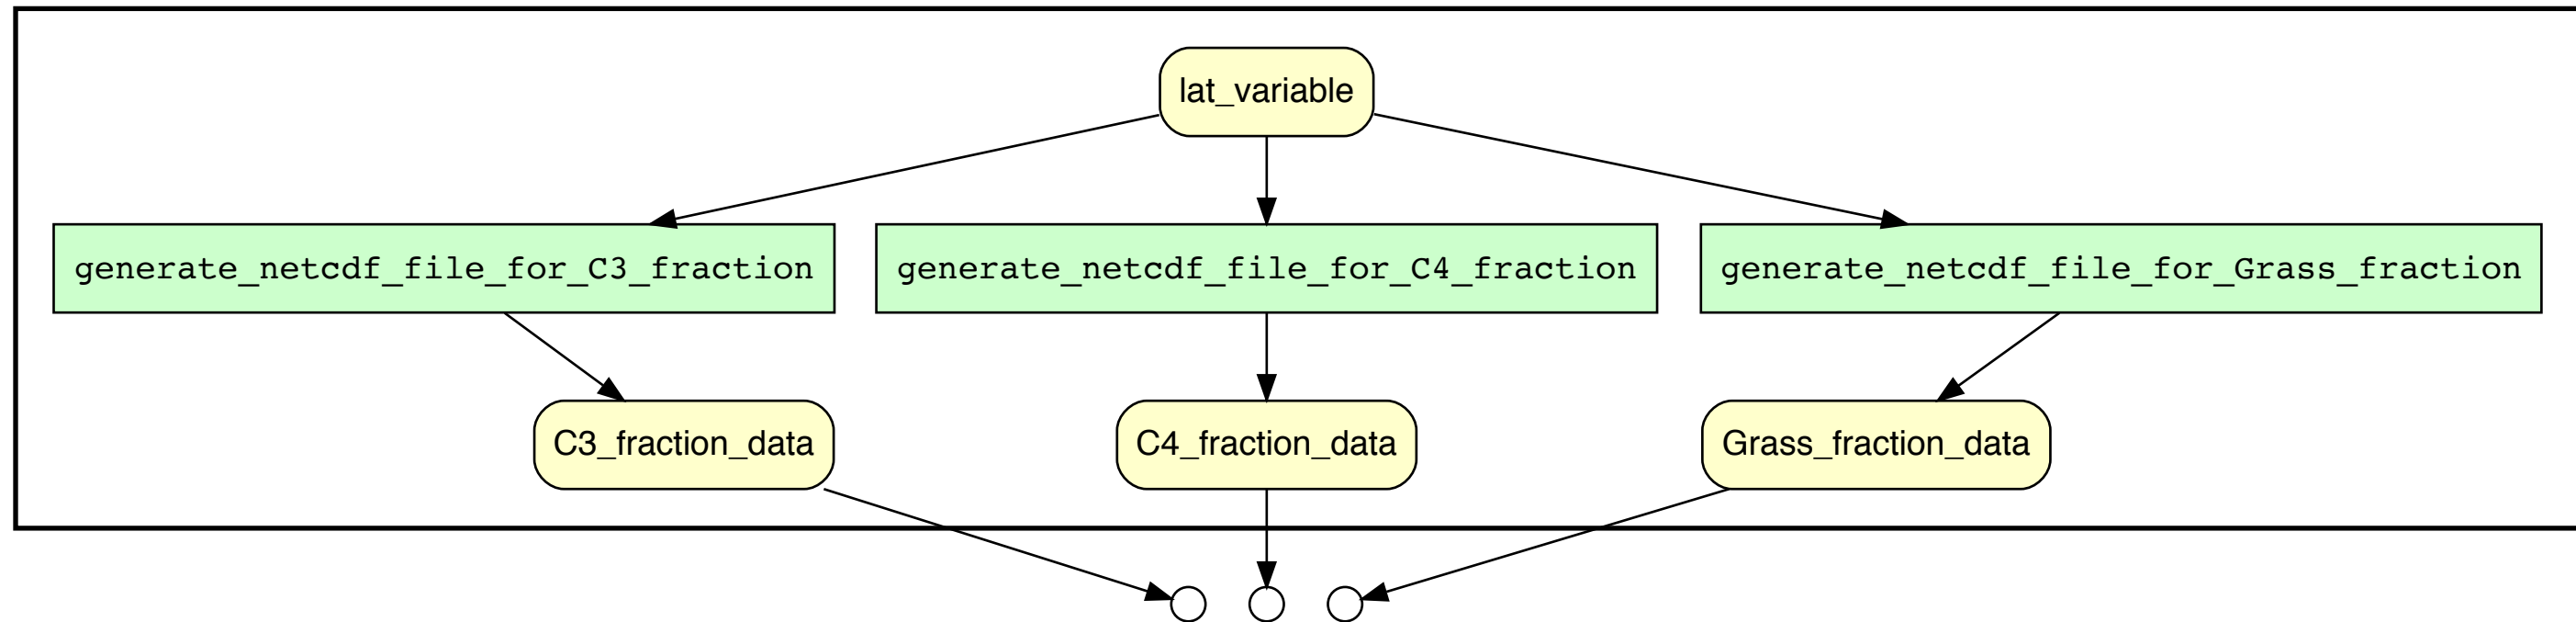 lat_variable
generate_netcdf_file_for_C3_fraction
generate_netcdf_file_for_C4_fraction
generate_netcdf_file_for_Grass_fraction
C3_fraction_data
C4_fraction_data
Grass_fraction_data